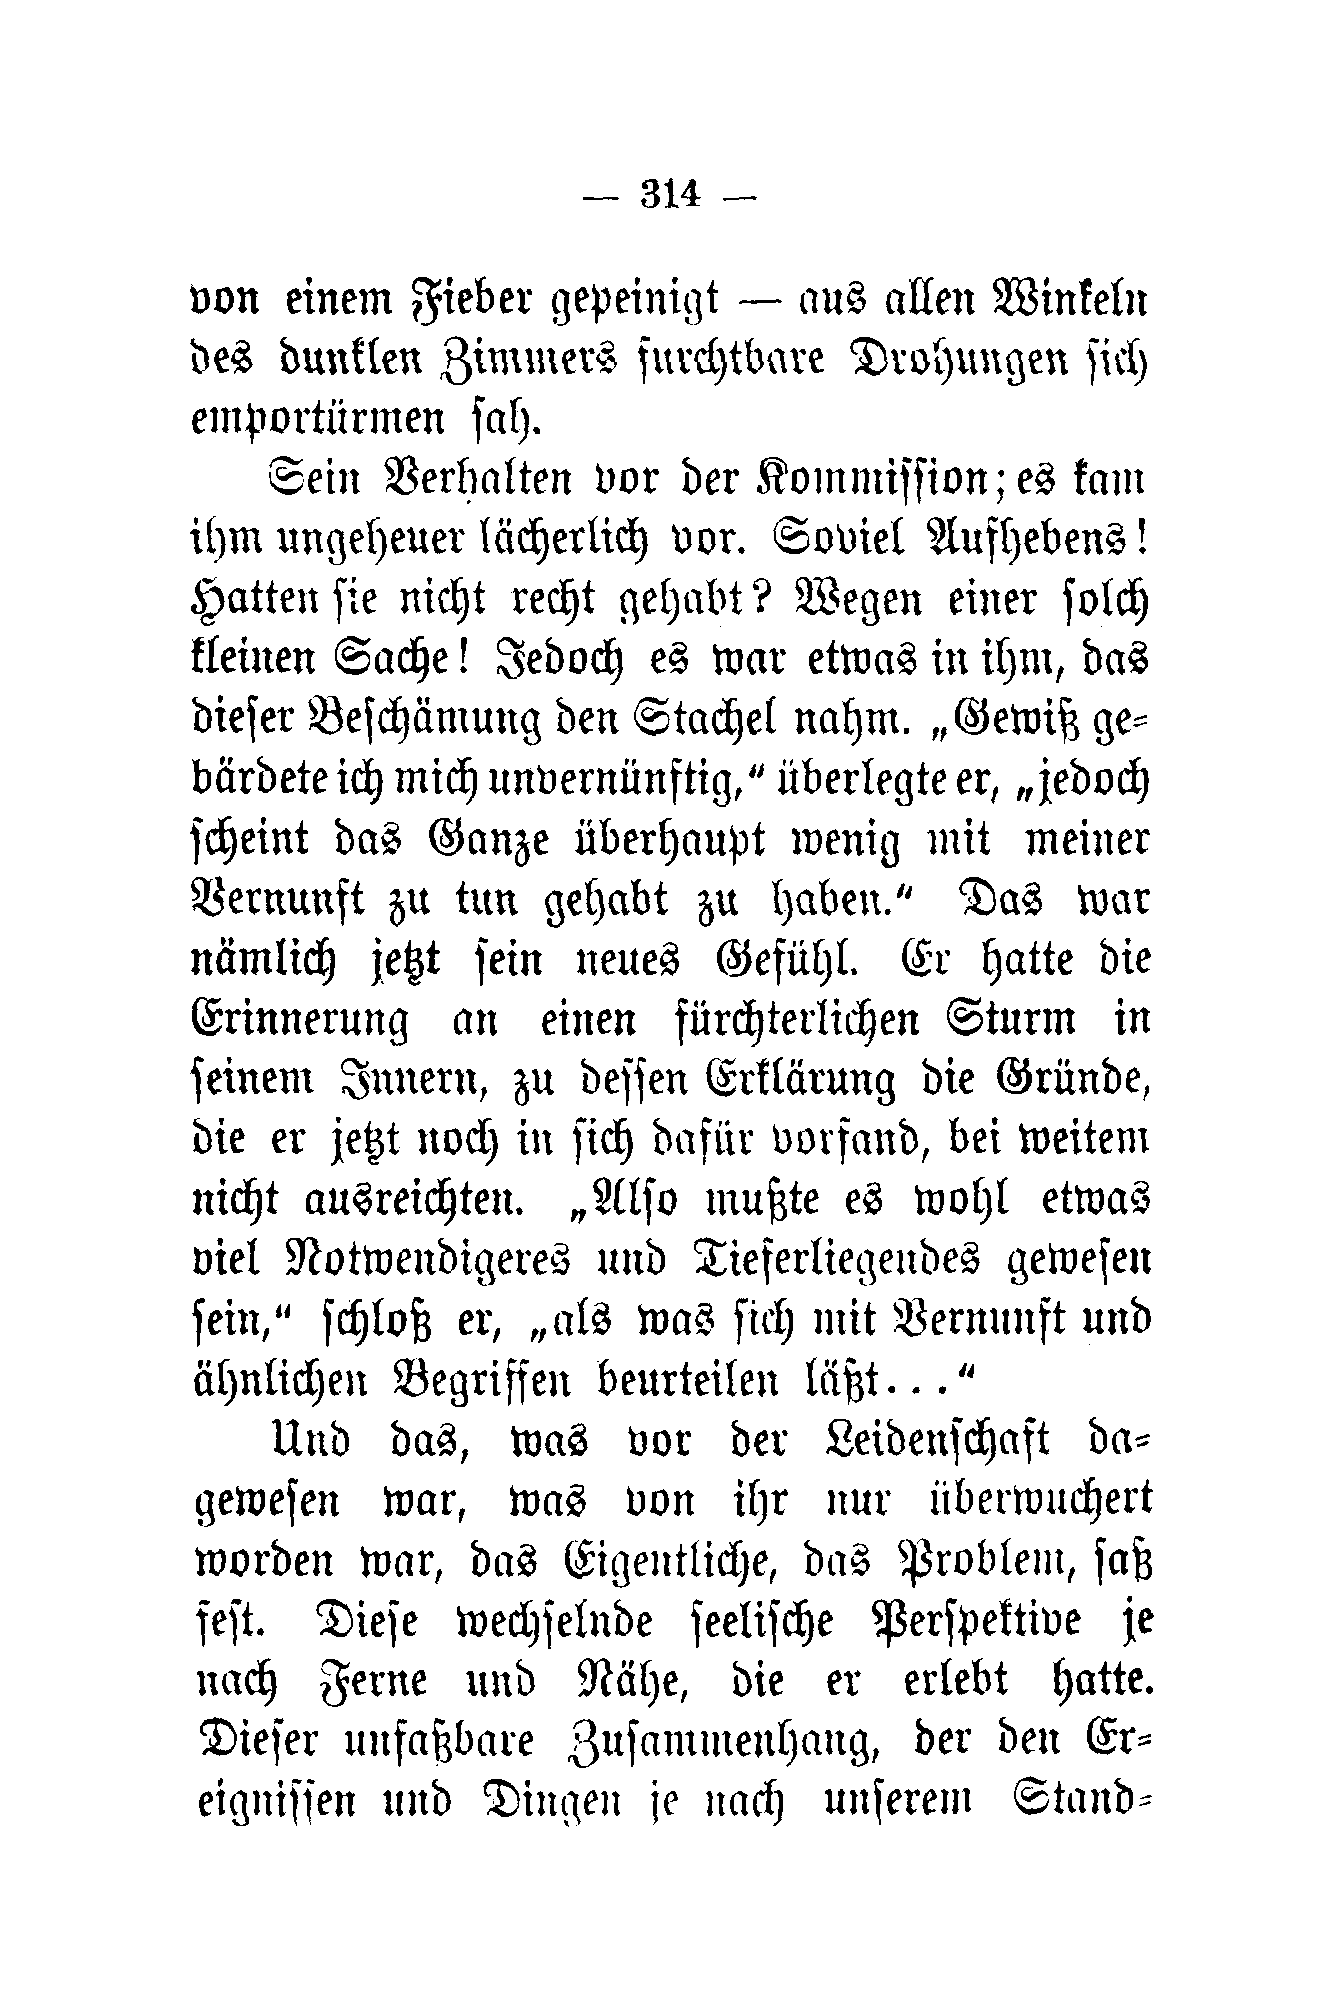 — 314 —
von einem Fieber gepeinigt — aus allen Winkeln
des dunklen Zimmers furchtbare Drohungen sich
emportürmen sah.
Sein Verhalten vor der Kommission; es kam
ihm ungeheuer lächerlich vor. Soviel Aufhebens!
Hatten sie nicht recht gehabt? Wegen einer solch
kleinen Sache! Jedoch es war etwas in ihm, das
dieser Beschämung den Stachel nahm. „Gewiß ge-
bärdete ich mich unvernünftig,“ überlegte er, „jedoch
scheint das Ganze überhaupt wenig mit meiner
Vernunft zu tun gehabt zu haben.“ Das war
nämlich jetzt sein neues Gefühl. Er hatte die
Erinnerung an einen fürchterlichen Sturm in
seinem Innern, zu dessen Erklärung die Gründe,
die er jetzt noch in sich dafür vorfand, bei weitem
nicht ausreichten. „Also mußte es wohl etwas
viel Notwendigeres und Tieferliegendes gewesen
sein,“ schloß er, „als was sich mit Vernunft und
ähnlichen Begriffen beurteilen läßt...“
Und das, was vor der Leidenschaft da-
gewesen war, was von ihr nur überwuchert
worden war, das Eigentliche, das Problem, saß
fest. Diese wechselnde seelische Perspektive je
nach Ferne und Nähe, die er erlebt hatte.
Dieser unfaßbare Zusammenhang, der den Er-
eignissen und Dingen je nach unserem Stand-